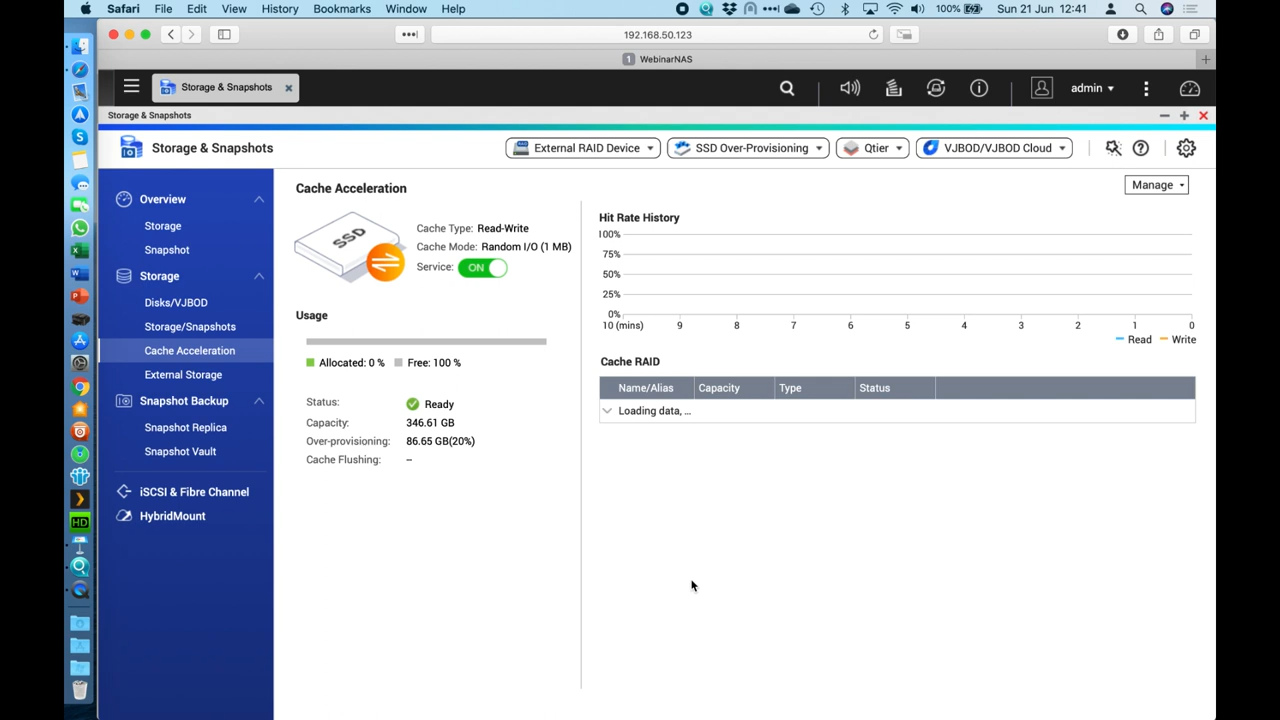 Safari File Edit View History Bookmarks Window Help 100% Sun 21 Jun 12:41
192.168.50.123
1 WebinarNAS
Storage & Snapshots admin
Storage & Snapshots
Storage & Snapshots External RAID Device SSD Over-Provisioning Qtier VJBOD/VJBOD Cloud
Overview
Storage
Snapshot
Storage
Disks/VJBOD
Storage/Snapshots
Cache Acceleration
External Storage
Snapshot Backup
Snapshot Replica
Snapshot Vault
iSCSI & Fibre Channel
HybridMount
HD
Cache Acceleration
Manage
SSD
Cache Type: Read-Write
Cache Mode: Random I/O (1 MB)
Service: ON
Usage
Allocated: 0 % Free: 100 %
Status: Ready
Capacity: 346.61 GB
Over-provisioning: 86.65 GB(20%)
Cache Flushing: --
Hit Rate History
100%
75%
50%
25%
0%
10 (mins) 9 8 7 6 5 4 3 2 1 0
Read Write
Cache RAID
Name/Alias Capacity Type Status
Loading data, ...